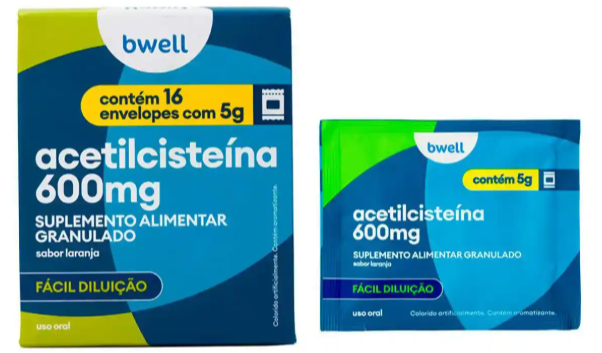 bwell
contém 16
envelopes com 5g
acetilcisteína
600mg
SUPLEMENTO ALIMENTAR
GRANULADO
sabor laranja
FÁCIL DILUIÇÃO
uso oral
Colorido artificialmente. Contém aromatizante.
bwell
contém 5g
acetilcisteína
600mg
SUPLEMENTO ALIMENTAR GRANULADO
sabor laranja
FÁCIL DILUIÇÃO
uso oral
Colorido artificialmente. Contém aromatizante.